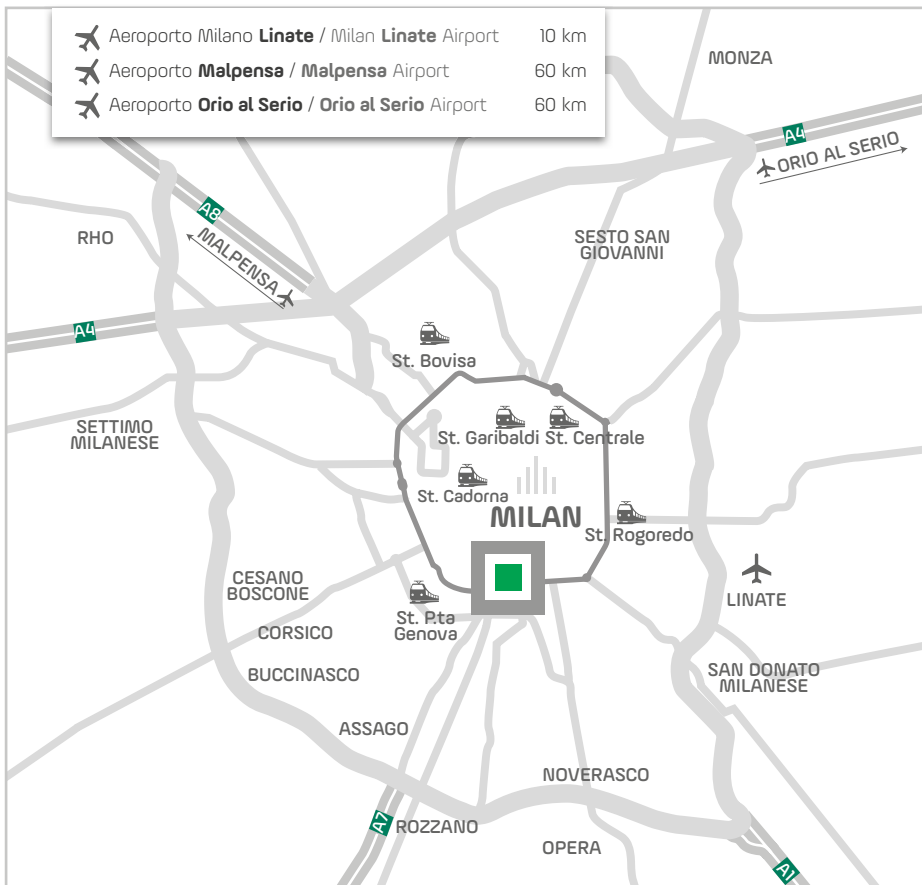 Aeroporto Milano Linate / Milan Linate Airport 10 km
Aeroporto Malpensa / Malpensa Airport 60 km
Aeroporto Orio al Serio / Orio al Serio Airport 60 km
MONZA
A4
ORIO AL SERIO
A8
MALPENSA
RHO
SESTO SAN
GIOVANNI
A4
St. Bovisa
SETTIMO
MILANESE
St. Garibaldi
St. Centrale
St. Cadorna
MILAN
St. Rogoredo
CESANO
BOSCONE
St. P.ta
Genova
LINATE
CORSICO
BUCCINASCO
SAN DONATO
MILANESE
ASSAGO
NOVERASCO
A7
ROZZANO
OPERA
A1